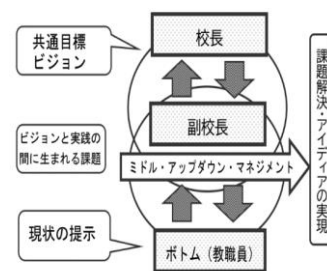 共通目標
ビジョン
校長
副校長
ビジョンと実践の
間に生まれる課題
ミドル・アップダウン・マネジメント
現状の提示
ボトム（教職員）
課題解決・アイディアの実現